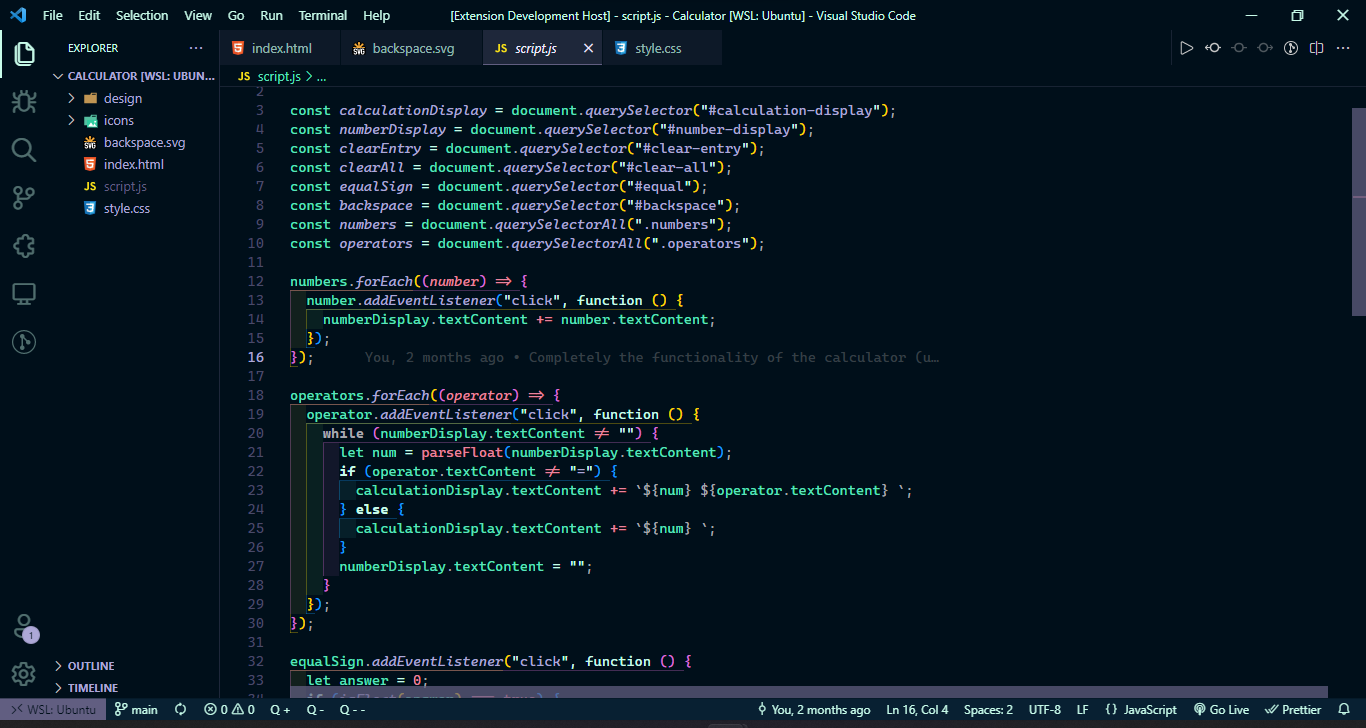 File Edit Selection View Go Run Terminal Help [Extension Development Host] - script.js - Calculator [WSL: Ubuntu] - Visual Studio Code
EXPLORER ···
CALCULATOR [WSL: UBUN...
design
icons
SVG backspace.svg
5 index.html
JS script.js
3 style.css
OUTLINE
TIMELINE
1
5 index.html
SVG backspace.svg
JS script.js
3 style.css
JS script.js > ...
2
3 const calculationDisplay = document.querySelector("#calculation-display");
4 const numberDisplay = document.querySelector("#number-display");
5 const clearEntry = document.querySelector("#clear-entry");
6 const clearAll = document.querySelector("#clear-all");
7 const equalSign = document.querySelector("#equal");
8 const backspace = document.querySelector("#backspace");
9 const numbers = document.querySelectorAll(".numbers");
10 const operators = document.querySelectorAll(".operators");
11
12 numbers.forEach((number) => {
13 number.addEventListener("click", function () {
14 numberDisplay.textContent += number.textContent;
15 });
16 }); You, 2 months ago • Completely the functionality of the calculator (u…
17
18 operators.forEach((operator) => {
19 operator.addEventListener("click", function () {
20 while (numberDisplay.textContent != "") {
21 let num = parseFloat(numberDisplay.textContent);
22 if (operator.textContent != "=") {
23 calculationDisplay.textContent += `${num} ${operator.textContent} `;
24 } else {
25 calculationDisplay.textContent += `${num} `;
26 }
27 numberDisplay.textContent = "";
28 }
29 });
30 });
31
32 equalSign.addEventListener("click", function () {
33 let answer = 0;
WSL: Ubuntu main 0 0 Q + Q - Q - - You, 2 months ago Ln 16, Col 4 Spaces: 2 UTF-8 LF {} JavaScript Go Live Prettier